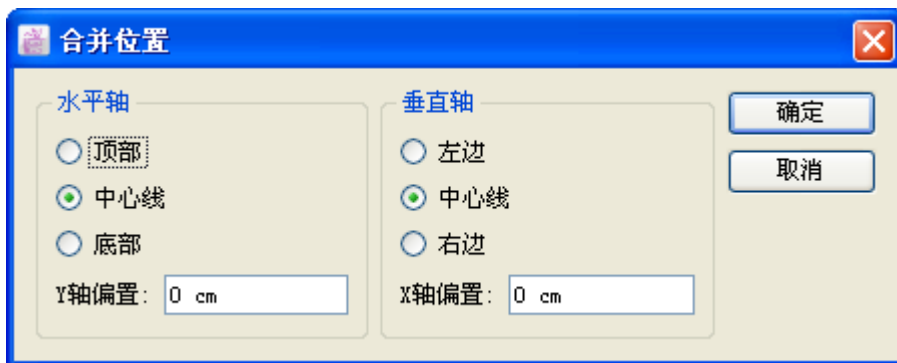 合并位置
水平轴
顶部
中心线
底部
Y轴偏置: 0 cm
垂直轴
左边
中心线
右边
X轴偏置: 0 cm
确定
取消